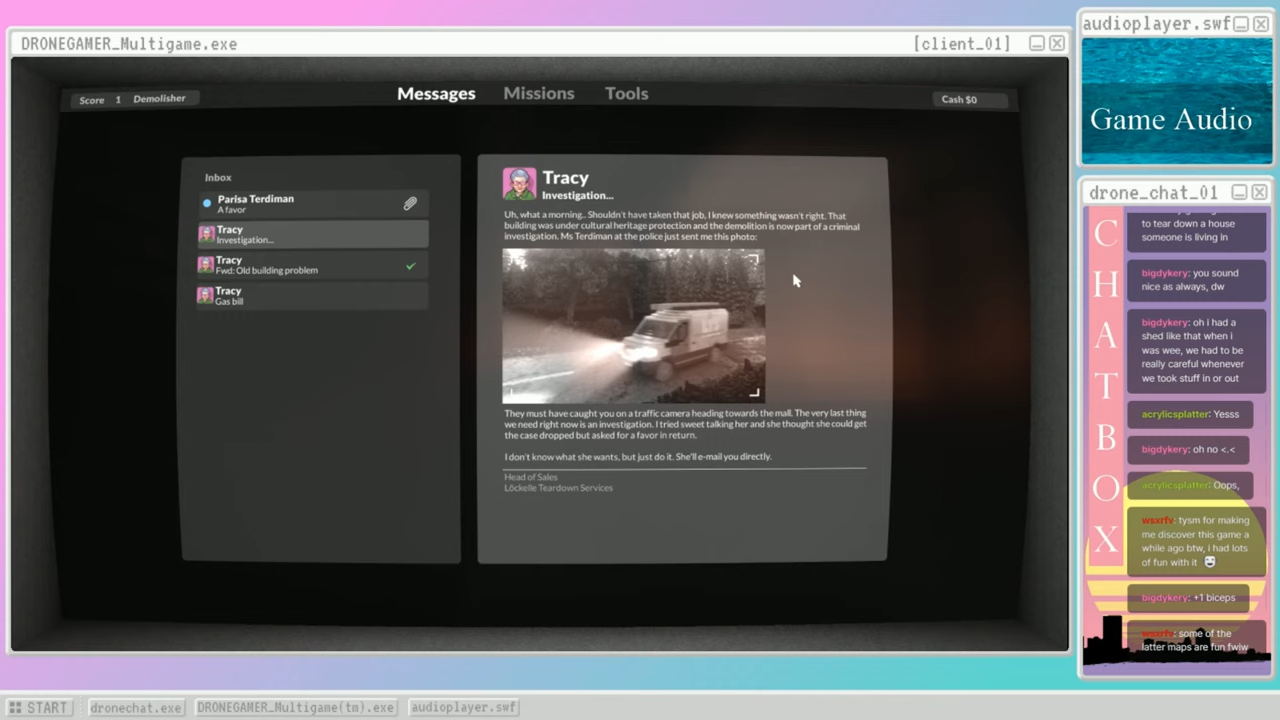 DRONEGAMER_Multigame.exe
[client_01]
Score 1 Demolisher
Messages Missions Tools
Cash $0
Inbox
Parisa Terdiman
A favor
Tracy
Investigation...
Tracy
Fwd: Old building problem
Tracy
Gas bill
Tracy
Investigation...
Uh, what a morning.. Shouldn't have taken that job, I knew something wasn't right. That
building was under cultural heritage protection and the demolition is now part of a criminal
investigation. Ms Terdiman at the police just sent me this photo:
They must have caught you on a traffic camera heading towards the mall. The very last thing
we need right now is an investigation. I tried sweet talking her and she thought she could get
the case dropped but asked for a favor in return.
I don't know what she wants, but just do it. She'll e-mail you directly.
Head of Sales
Löckelle Teardown Services
audioplayer.swf
Game Audio
drone_chat_01
CHATBOX
to tear down a house
someone is living in
bigdykery: you sound
nice as always, dw
bigdykery: oh i had a
shed like that when i
was wee, we had to be
really careful whenever
we took stuff in or out
acrylicsplatter: Yesss
bigdykery: oh no <.<
acrylicsplatter: Oops,
wsxrfv: tysm for making
me discover this game a
while ago btw, i had lots
of fun with it
bigdykery: +1 biceps
wsxrfv: some of the
latter maps are fun fwiw
START
dronechat.exe
DRONEGAMER_Multigame(tm).exe
audioplayer.swf